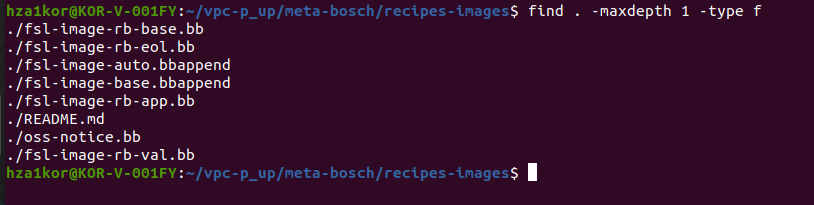 hza1kor@KOR-V-001FY:~/vpc-p_up/meta-bosch/recipes-images$ find . -maxdepth 1 -type f
./fsl-image-rb-base.bb
./fsl-image-rb-eol.bb
./fsl-image-auto.bbappend
./fsl-image-base.bbappend
./fsl-image-rb-app.bb
./README.md
./oss-notice.bb
./fsl-image-rb-val.bb
hza1kor@KOR-V-001FY:~/vpc-p_up/meta-bosch/recipes-images$